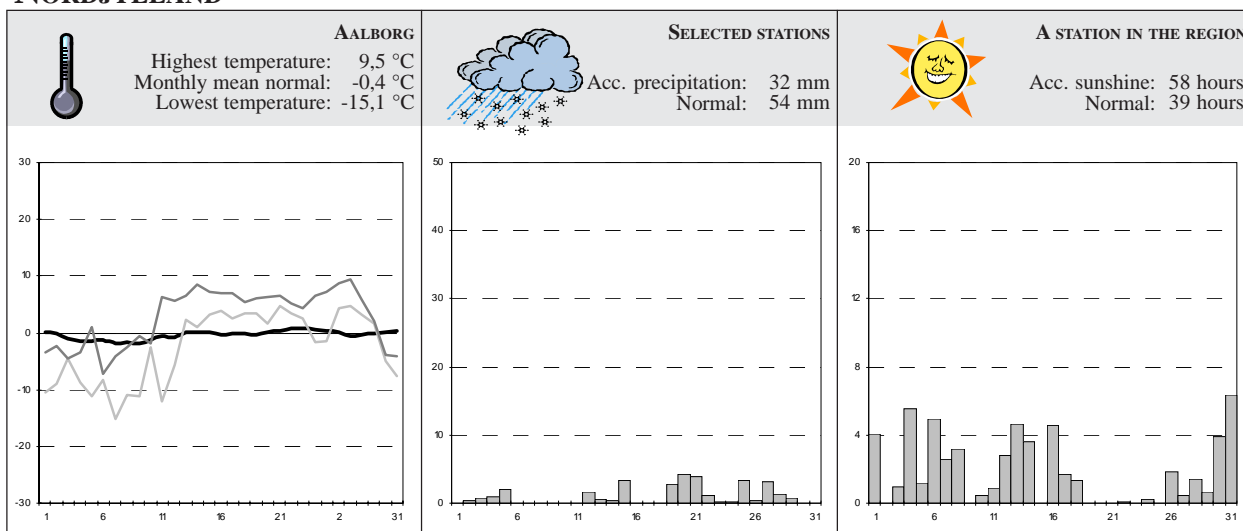 NORDJYLLAND
AALBORG
Highest temperature: 9,5 °C
Monthly mean normal: -0,4 °C
Lowest temperature: -15,1 °C
SELECTED STATIONS
Acc. precipitation: 32 mm
Normal: 54 mm
A STATION IN THE REGION
Acc. sunshine: 58 hours
Normal: 39 hours
30
20
10
0
-10
-20
-30
1 6 11 16 21 2 31
50
40
30
20
10
0
1 6 11 16 21 26 31
20
16
12
8
4
0
1 6 11 16 21 26 31